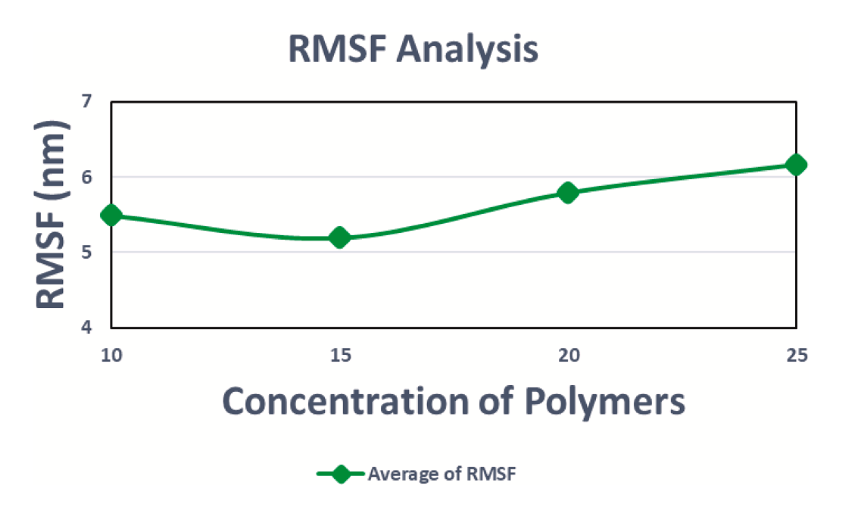 RMSF Analysis
RMSF (nm)
7
6
5
4
10 15 20 25
Concentration of Polymers
Average of RMSF